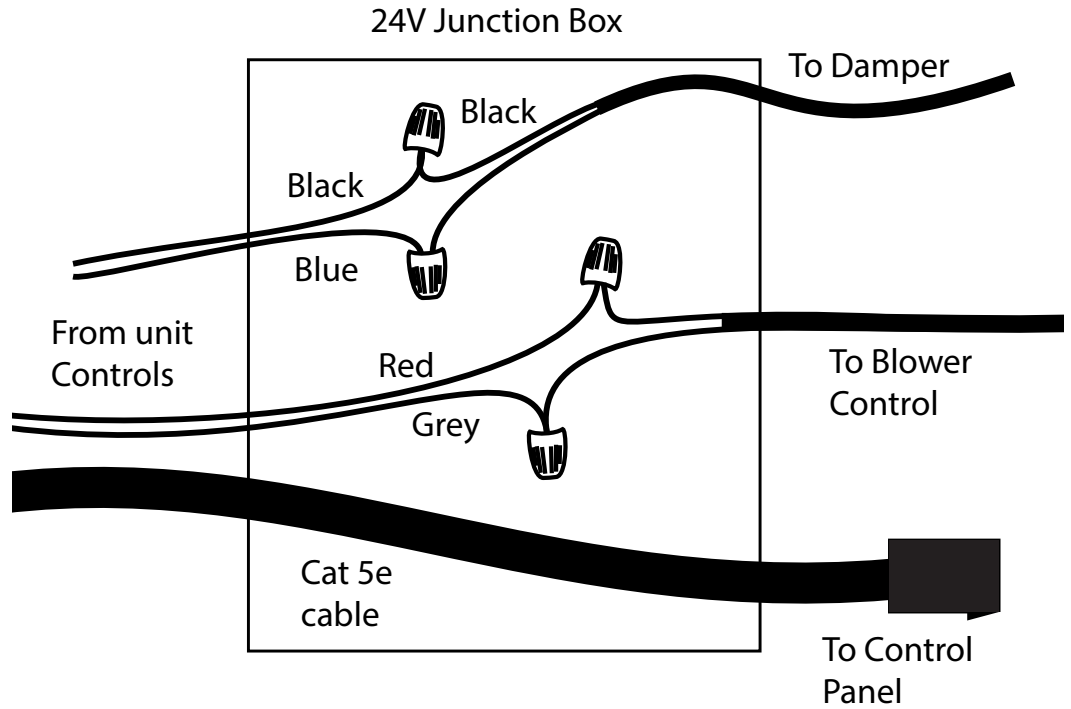 24V Junction Box
To Damper
Black
Black
Blue
From unit
Controls
Red
To Blower
Control
Grey
Cat 5e
cable
To Control
Panel